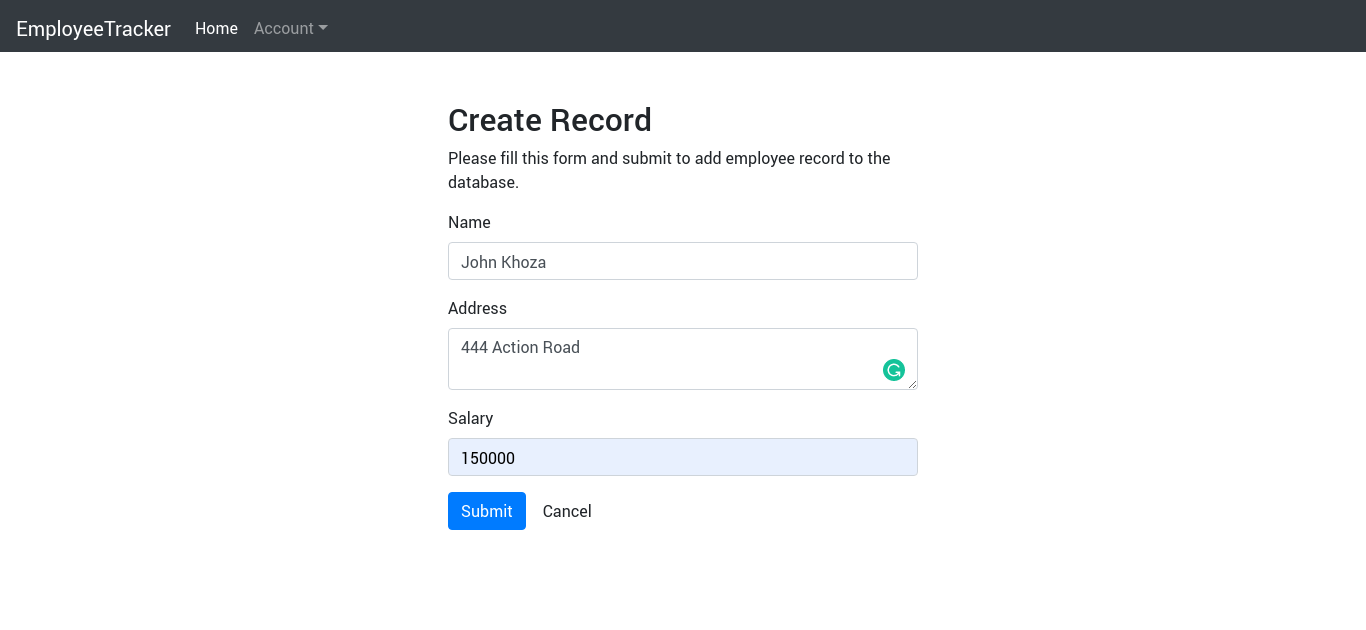 EmployeeTracker Home Account
Create Record
Please fill this form and submit to add employee record to the
database.
Name
John Khoza
Address
444 Action Road
Salary
150000
Submit Cancel